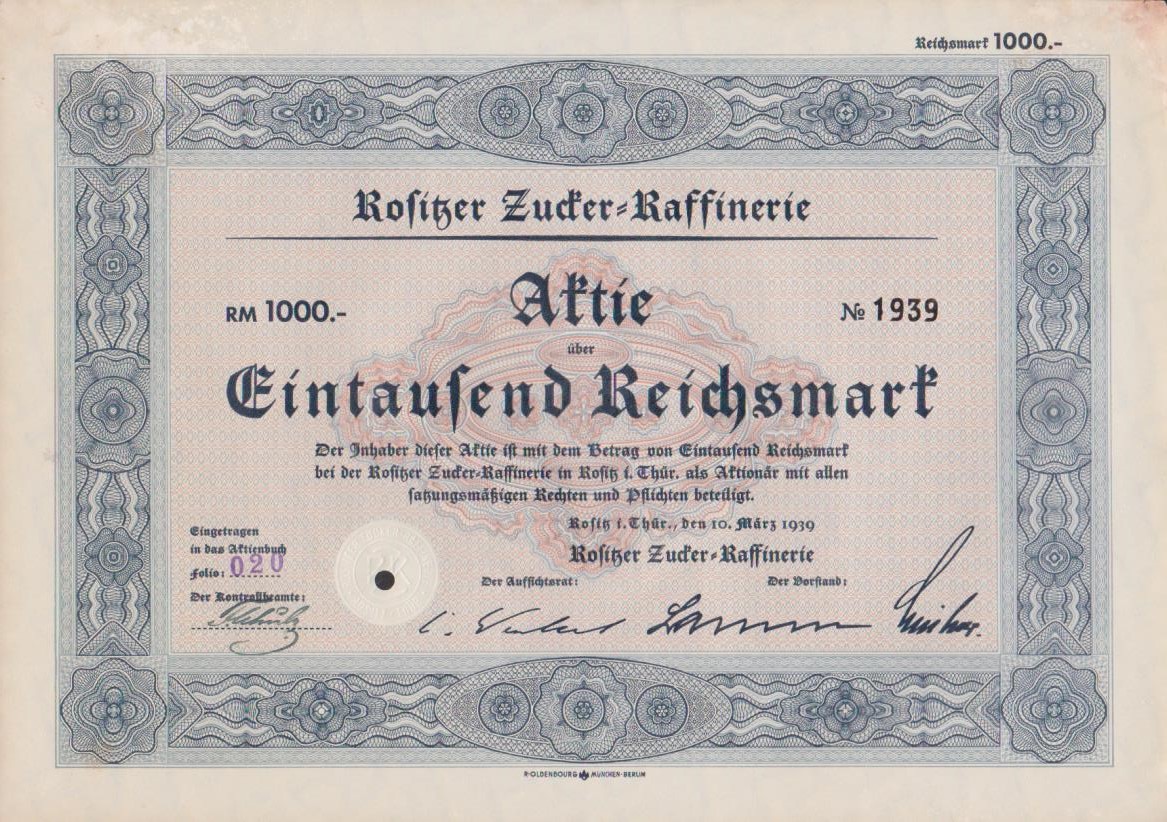 Reichsmark 1000.-
Rositzer Zucker-Raffinerie
Aktie
RM 1000.-
№ 1939
über
Eintausend Reichsmark
Der Inhaber dieser Aktie ist mit dem Betrag von Eintausend Reichsmark
bei der Rositzer Zucker-Raffinerie in Rositz i. Thür. als Aktionär mit allen
satzungsmäßigen Rechten und Pflichten beteiligt.
Rositz i. Thür., den 10. März 1939
Rositzer Zucker-Raffinerie
Der Aufsichtsrat:
Der Vorstand:
Eingetragen
in das Aktienbuch
Folio: 020
Der Kontrollbeamte:
R·OLDENBOURG MÜNCHEN·BERLIN